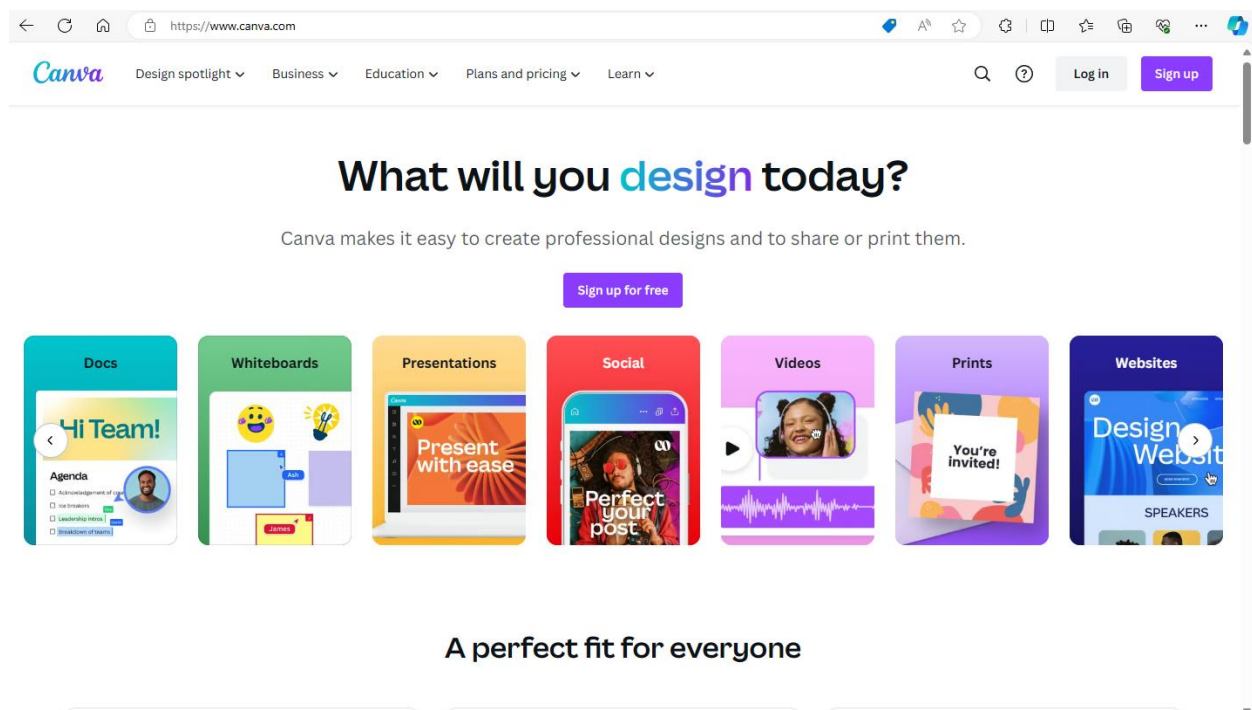 https://www.canva.com
Canva
Design spotlight
Business
Education
Plans and pricing
Learn
Log in
Sign up
What will you design today?
Canva makes it easy to create professional designs and to share or print them.
Sign up for free
Docs
Hi Team!
Agenda
Ice breakers
Leadership intros
Breakdown of teams
Whiteboards
Ash
James
Presentations
Canva
Present
with ease
Social
Perfect
your
post
Videos
Prints
You're
invited!
Websites
Design
Websit
SPEAKERS
A perfect fit for everyone